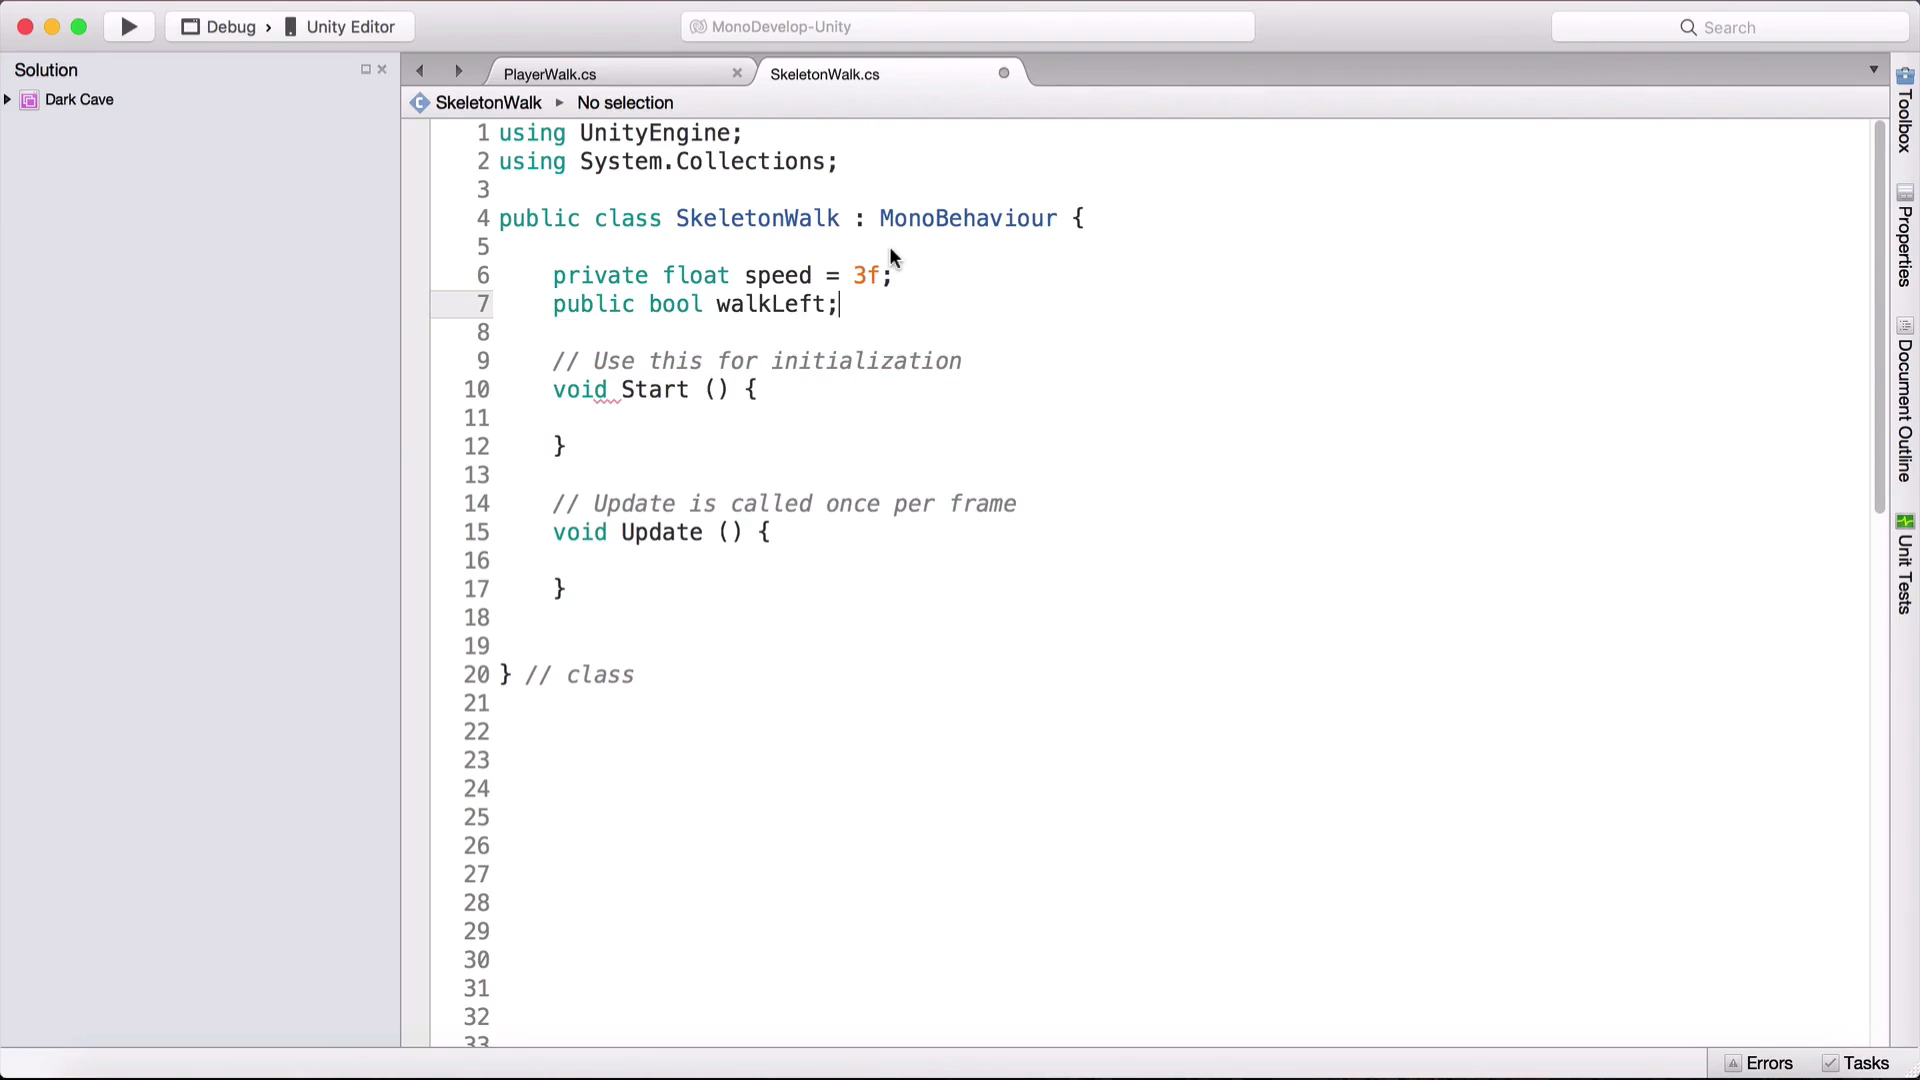 Debug › Unity Editor
MonoDevelop-Unity
Search
Solution
Dark Cave
PlayerWalk.cs
SkeletonWalk.cs
SkeletonWalk ▸ No selection
1 using UnityEngine;
2 using System.Collections;
3
4 public class SkeletonWalk : MonoBehaviour {
5
6     private float speed = 3f;
7     public bool walkLeft;
8
9     // Use this for initialization
10     void Start () {
11
12     }
13
14     // Update is called once per frame
15     void Update () {
16
17     }
18
19
20 } // class
21
22
23
24
25
26
27
28
29
30
31
32
33
Toolbox
Properties
Document Outline
Unit Tests
Errors
Tasks